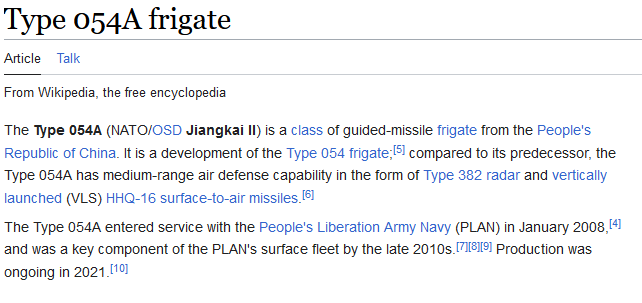 Type 054A frigate
Article Talk
From Wikipedia, the free encyclopedia
The Type 054A (NATO/OSD Jiangkai II) is a class of guided-missile frigate from the People's
Republic of China. It is a development of the Type 054 frigate;[5] compared to its predecessor, the
Type 054A has medium-range air defense capability in the form of Type 382 radar and vertically
launched (VLS) HHQ-16 surface-to-air missiles.[6]
The Type 054A entered service with the People's Liberation Army Navy (PLAN) in January 2008,[4]
and was a key component of the PLAN's surface fleet by the late 2010s.[7][8][9] Production was
ongoing in 2021.[10]